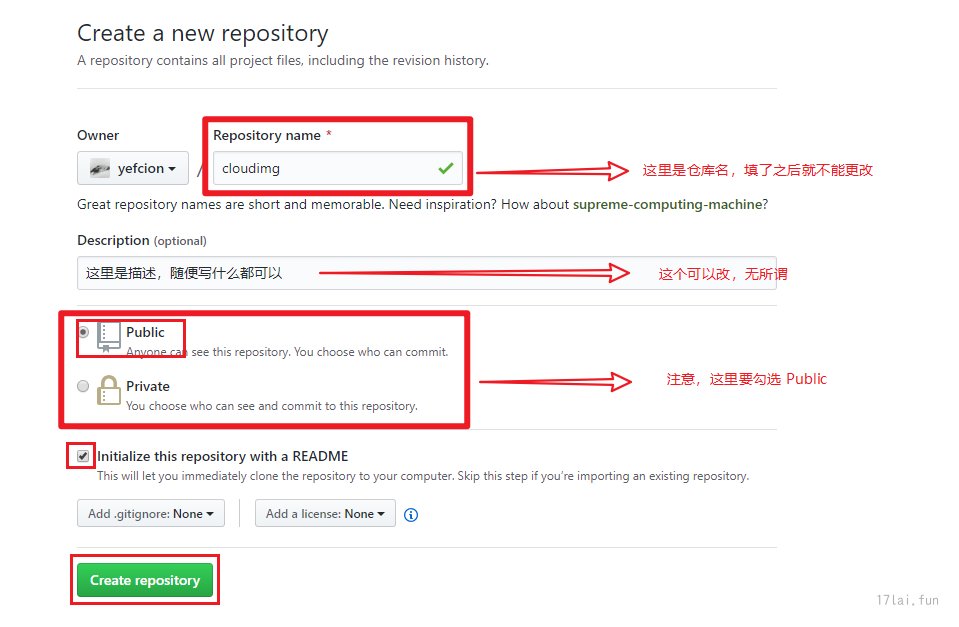 Create a new repository
A repository contains all project files, including the revision history.
Owner
Repository name *
yefcion
/
cloudimg
这里是仓库名，填了之后就不能更改
Great repository names are short and memorable. Need inspiration? How about supreme-computing-machine?
Description (optional)
这里是描述，随便写什么都可以
这个可以改，无所谓
Public
Anyone can see this repository. You choose who can commit.
注意，这里要勾选 Public
Private
You choose who can see and commit to this repository.
Initialize this repository with a README
This will let you immediately clone the repository to your computer. Skip this step if you’re importing an existing repository.
Add .gitignore: None
Add a license: None
Create repository
17lai.fun